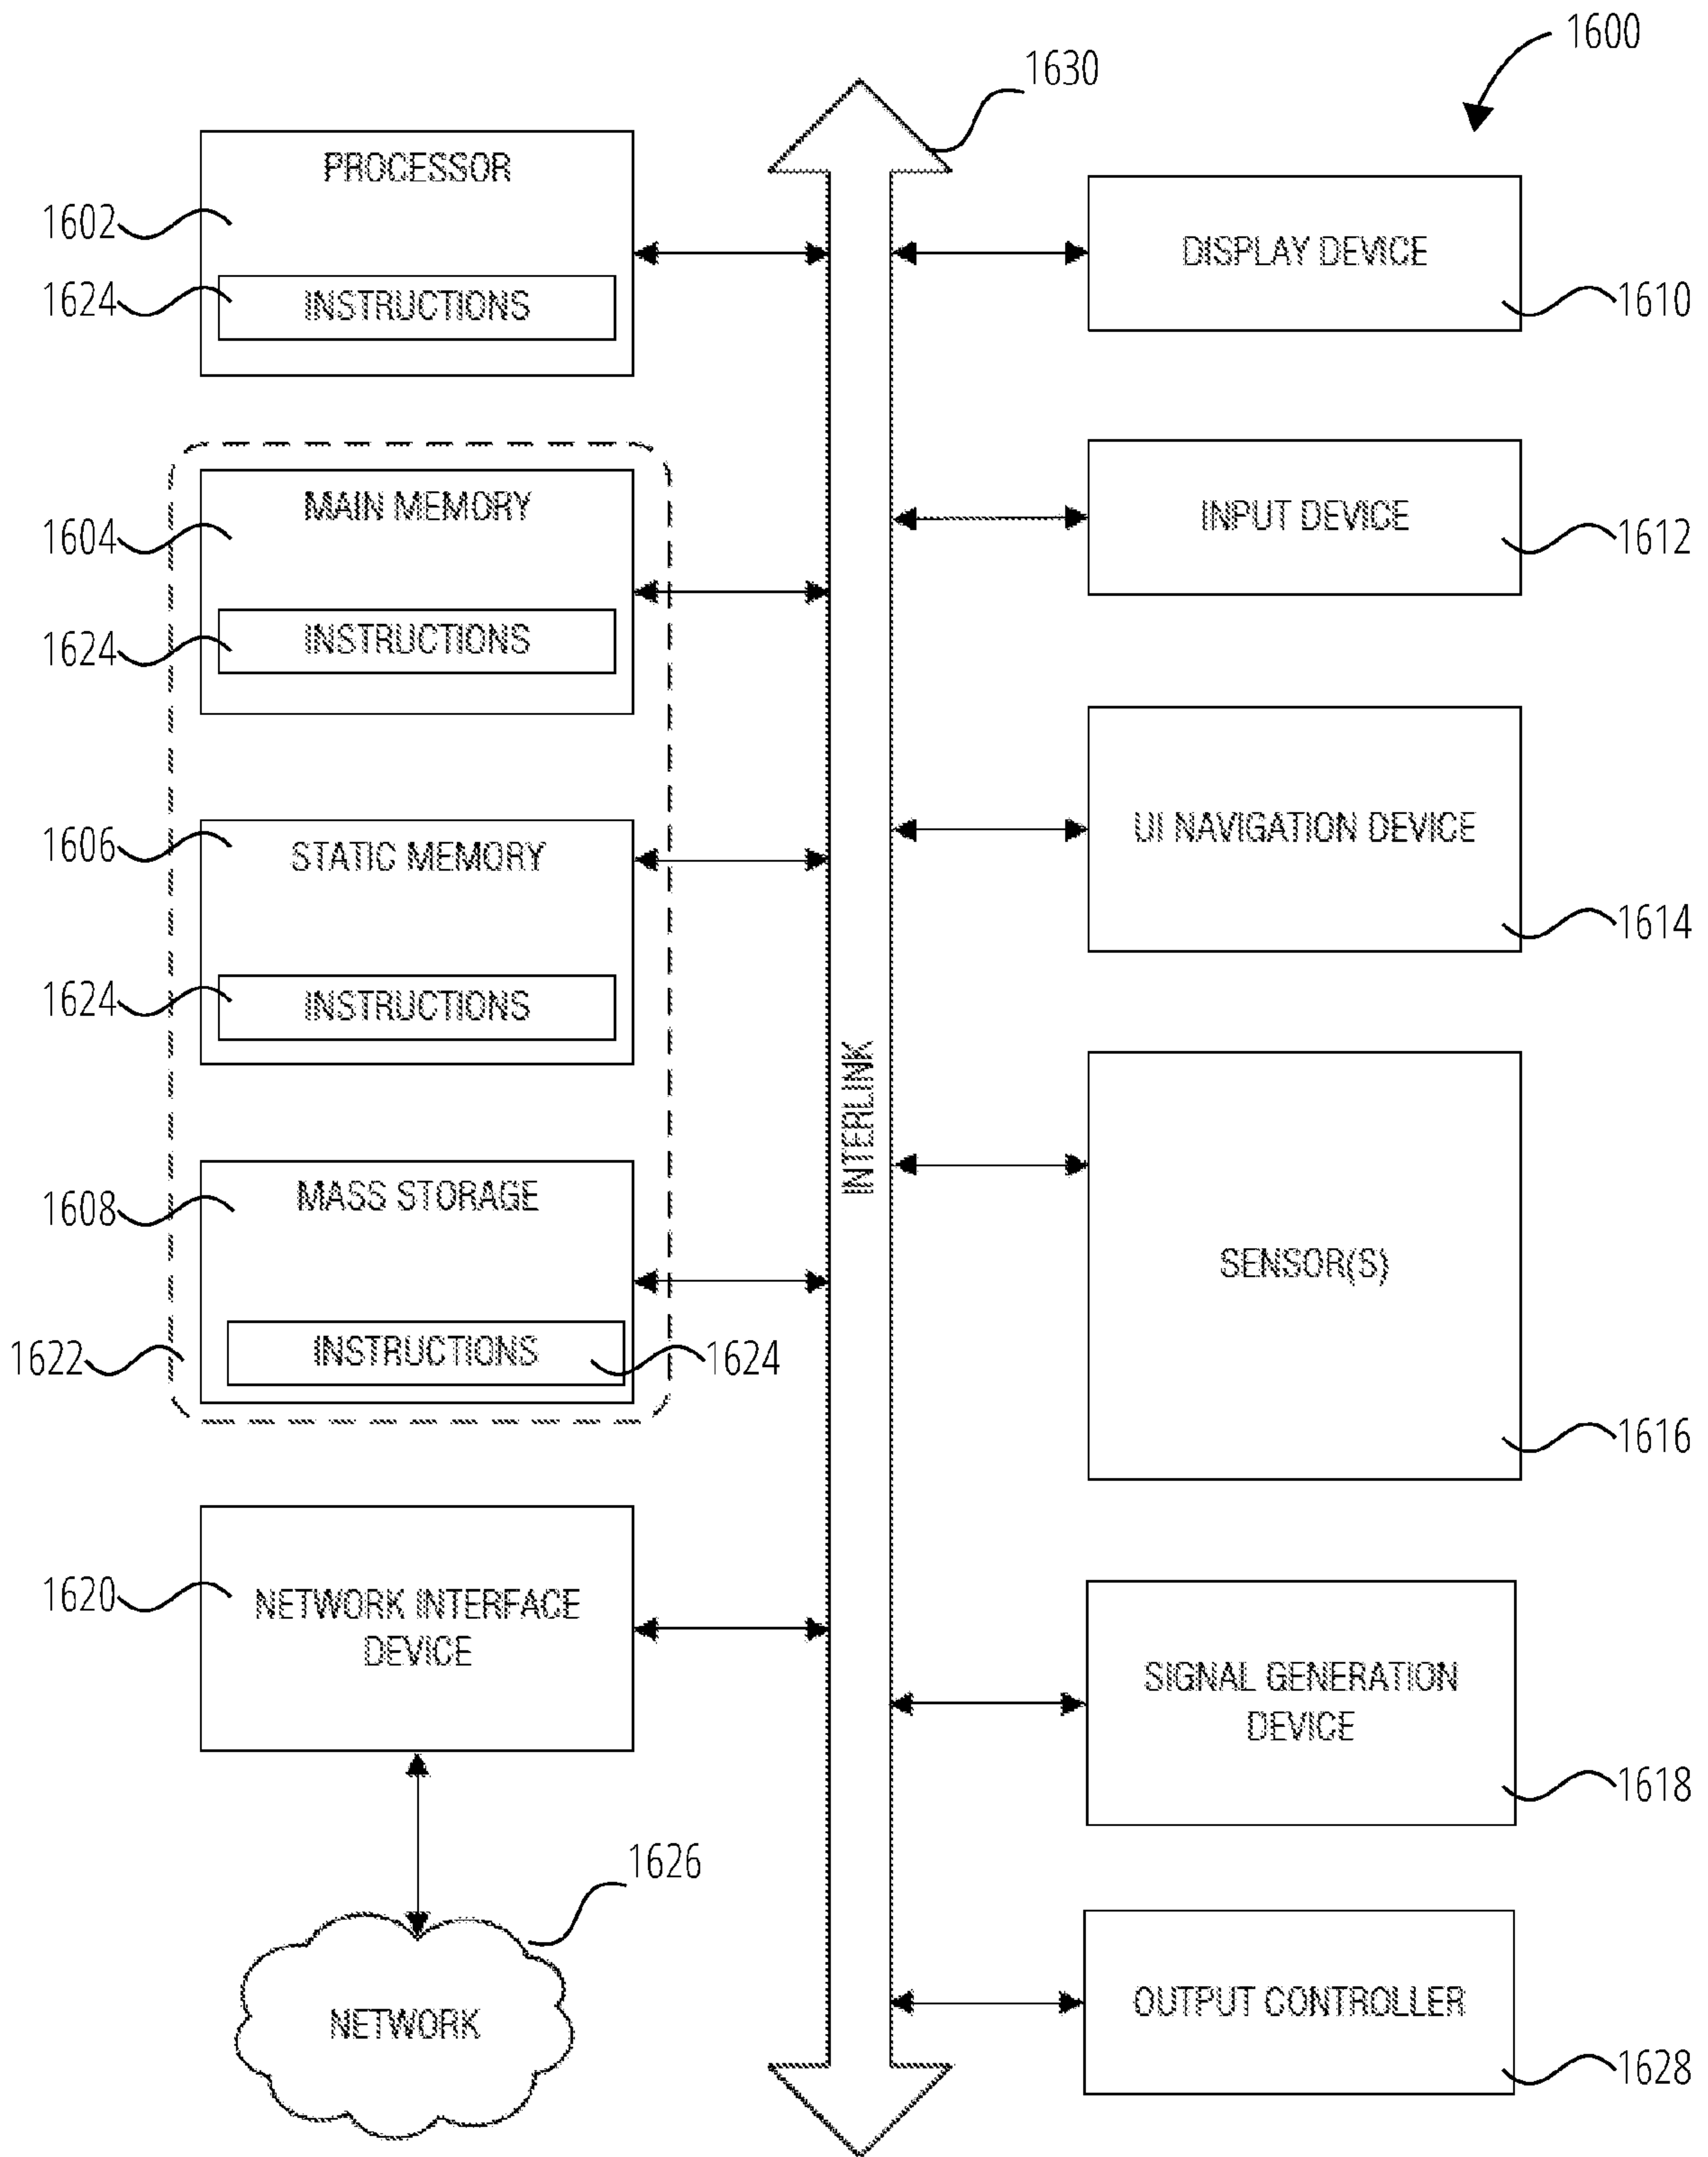 1600
1630
PROCESSOR
1602
1624
INSTRUCTIONS
MAIN MEMORY
1604
1624
INSTRUCTIONS
1606
STATIC MEMORY
1624
INSTRUCTIONS
MASS STORAGE
1608
1622
INSTRUCTIONS
1624
1620
NETWORK INTERFACE
DEVICE
1626
NETWORK
INTERLINK
DISPLAY DEVICE
1610
INPUT DEVICE
1612
UI NAVIGATION DEVICE
1614
SENSOR(S)
1616
SIGNAL GENERATION
DEVICE
1618
OUTPUT CONTROLLER
1628